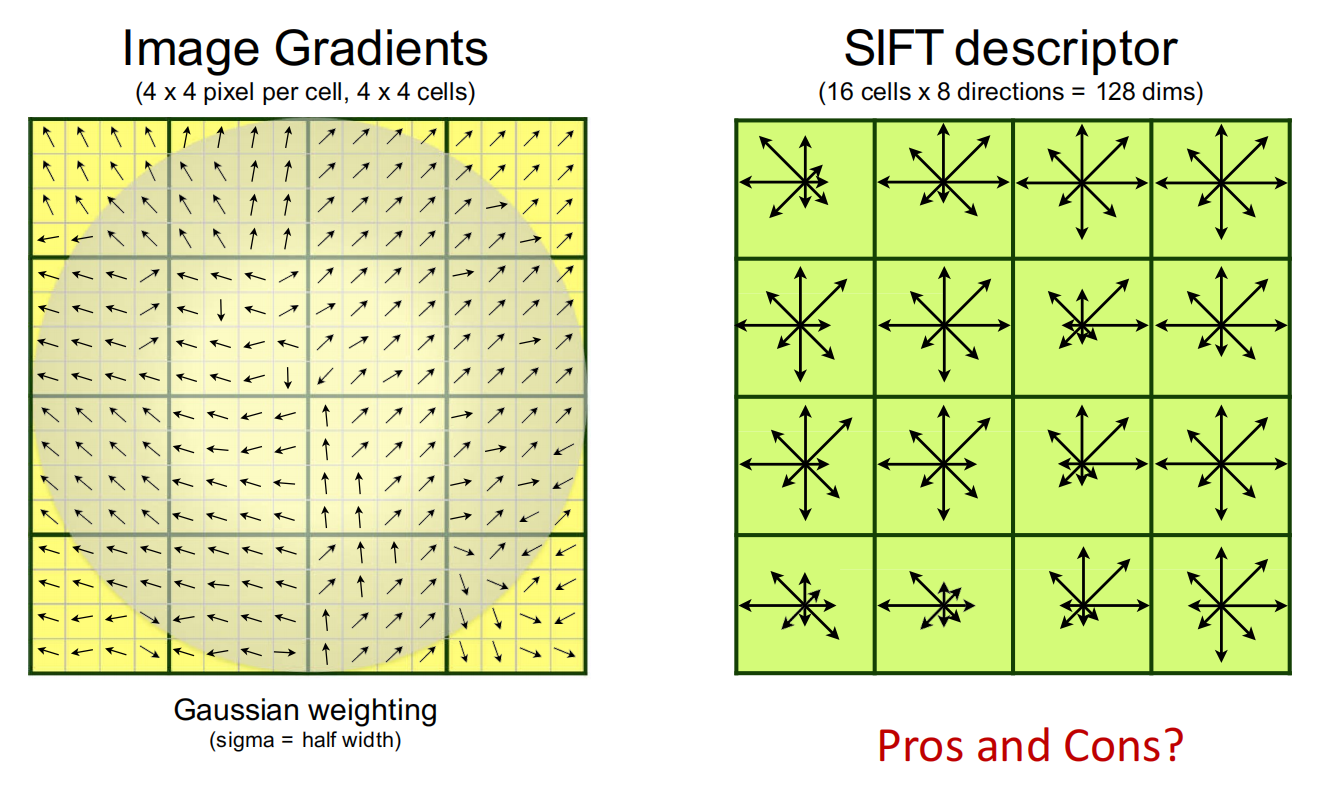 Image Gradients
(4 x 4 pixel per cell, 4 x 4 cells)
SIFT descriptor
(16 cells x 8 directions = 128 dims)
Gaussian weighting
(sigma = half width)
Pros and Cons?